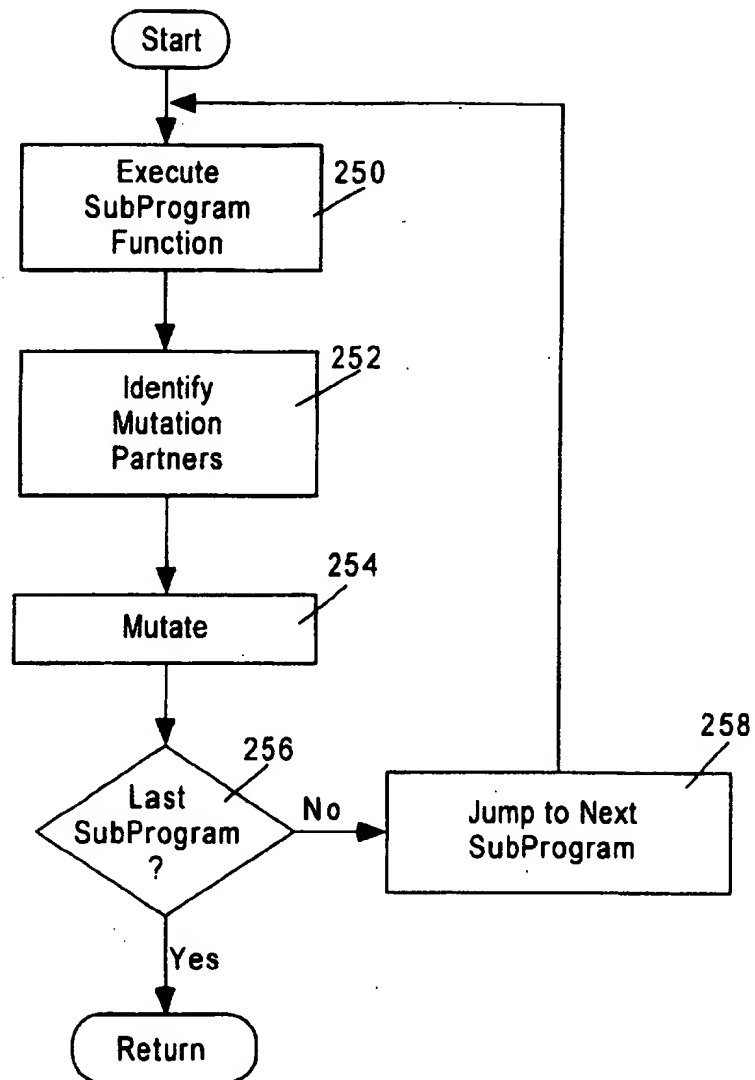 Start
Execute
SubProgram
Function
250
Identify
Mutation
Partners
252
Mutate
254
Last
SubProgram
?
256
No
Jump to Next
SubProgram
258
Yes
Return